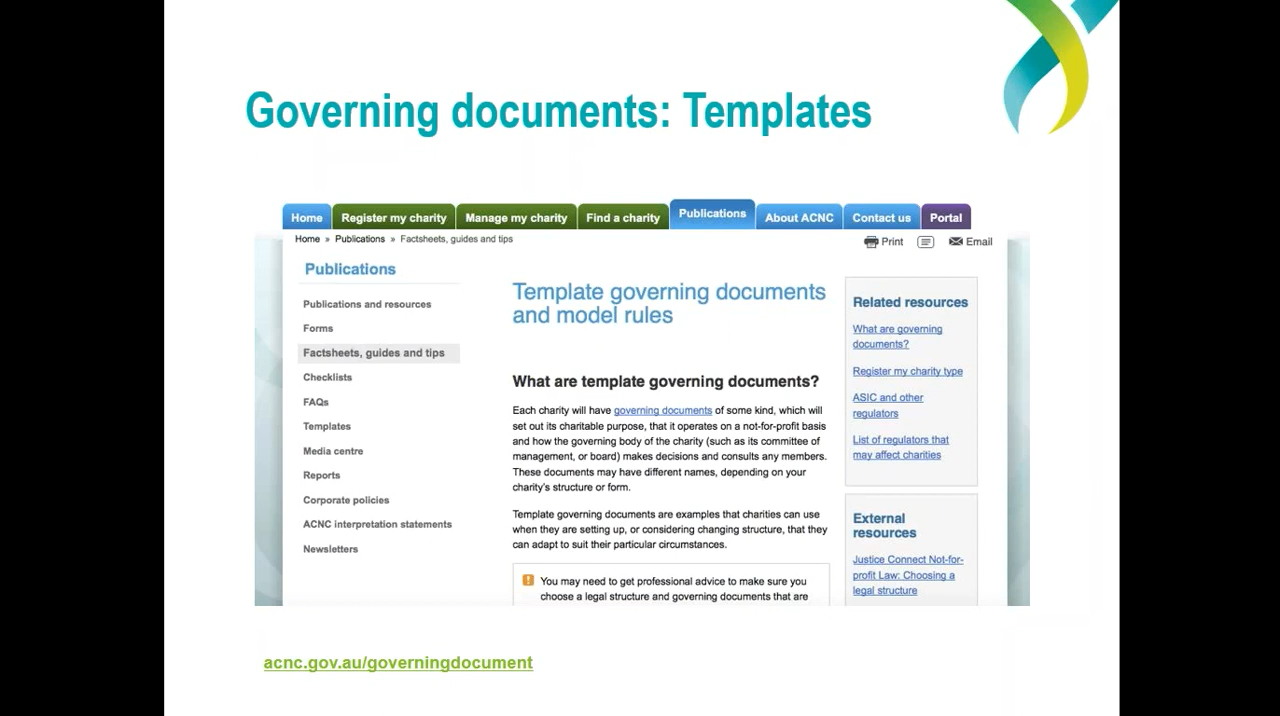 Governing documents: Templates
Home
Register my charity
Manage my charity
Find a charity
Publications
About ACNC
Contact us
Portal
Home » Publications » Factsheets, guides and tips
Print
Email
Publications
Publications and resources
Forms
Factsheets, guides and tips
Checklists
FAQs
Templates
Media centre
Reports
Corporate policies
ACNC interpretation statements
Newsletters
Template governing documents
and model rules
What are template governing documents?
Each charity will have governing documents of some kind, which will
set out its charitable purpose, that it operates on a not-for-profit basis
and how the governing body of the charity (such as its committee of
management, or board) makes decisions and consults any members.
These documents may have different names, depending on your
charity's structure or form.
Template governing documents are examples that charities can use
when they are setting up, or considering changing structure, that they
can adapt to suit their particular circumstances.
You may need to get professional advice to make sure you
choose a legal structure and governing documents that are
Related resources
What are governing
documents?
Register my charity type
ASIC and other
regulators
List of regulators that
may affect charities
External
resources
Justice Connect Not-for-
profit Law: Choosing a
legal structure
acnc.gov.au/governingdocument